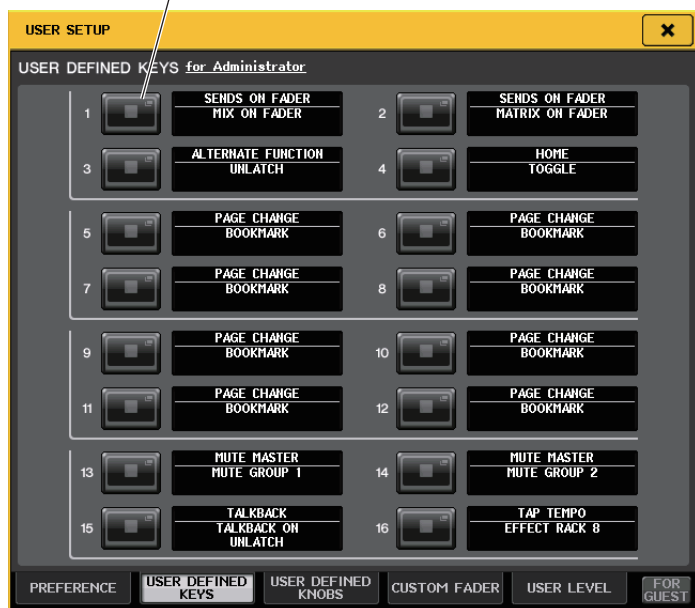 USER SETUP
USER DEFINED KEYS for Administrator
1 SENDS ON FADER
MIX ON FADER
2 SENDS ON FADER
MATRIX ON FADER
3 ALTERNATE FUNCTION
UNLATCH
4 HOME
TOGGLE
5 PAGE CHANGE
BOOKMARK
6 PAGE CHANGE
BOOKMARK
7 PAGE CHANGE
BOOKMARK
8 PAGE CHANGE
BOOKMARK
9 PAGE CHANGE
BOOKMARK
10 PAGE CHANGE
BOOKMARK
11 PAGE CHANGE
BOOKMARK
12 PAGE CHANGE
BOOKMARK
13 MUTE MASTER
MUTE GROUP 1
14 MUTE MASTER
MUTE GROUP 2
15 TALKBACK
TALKBACK ON
UNLATCH
16 TAP TEMPO
EFFECT RACK 8
PREFERENCE
USER DEFINED
KEYS
USER DEFINED
KNOBS
CUSTOM FADER
USER LEVEL
FOR
GUEST